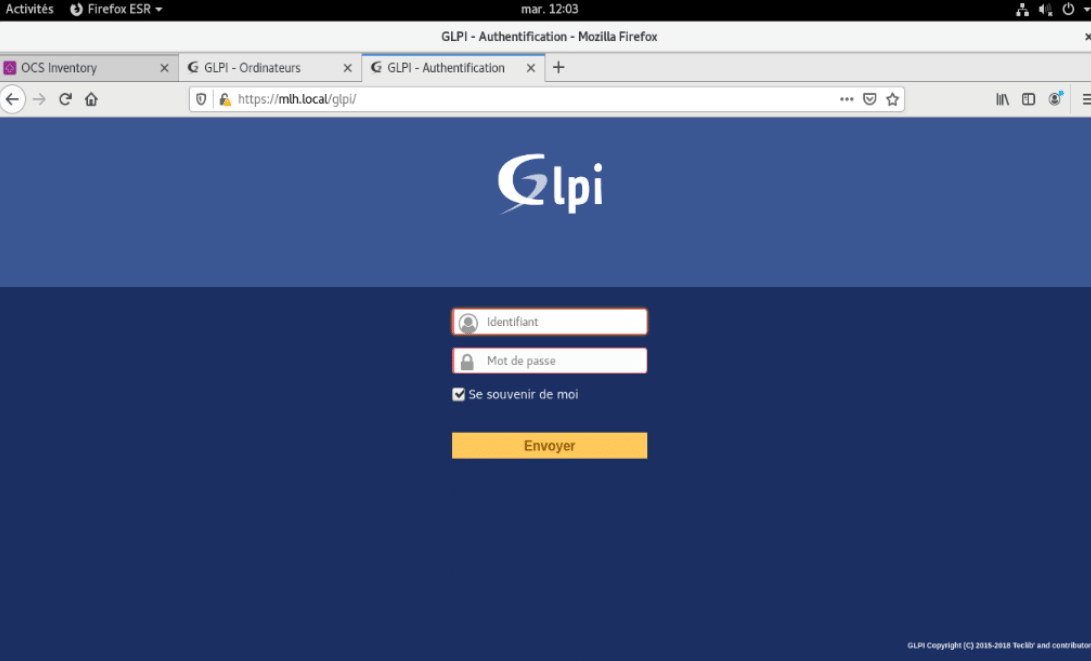 Activités Firefox ESR mar. 12:03
GLPI - Authentification - Mozilla Firefox
OCS Inventory GLPI - Ordinateurs GLPI - Authentification
https://mlh.local/glpi/
Glpi
Identifiant
Mot de passe
Se souvenir de moi
Envoyer
GLPI Copyright (C) 2015-2018 Teclib' and contributor